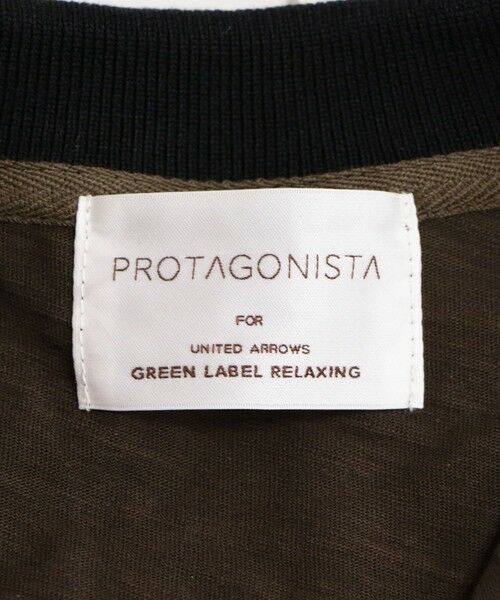 PROTAGONISTA
FOR
UNITED ARROWS
GREEN LABEL RELAXING